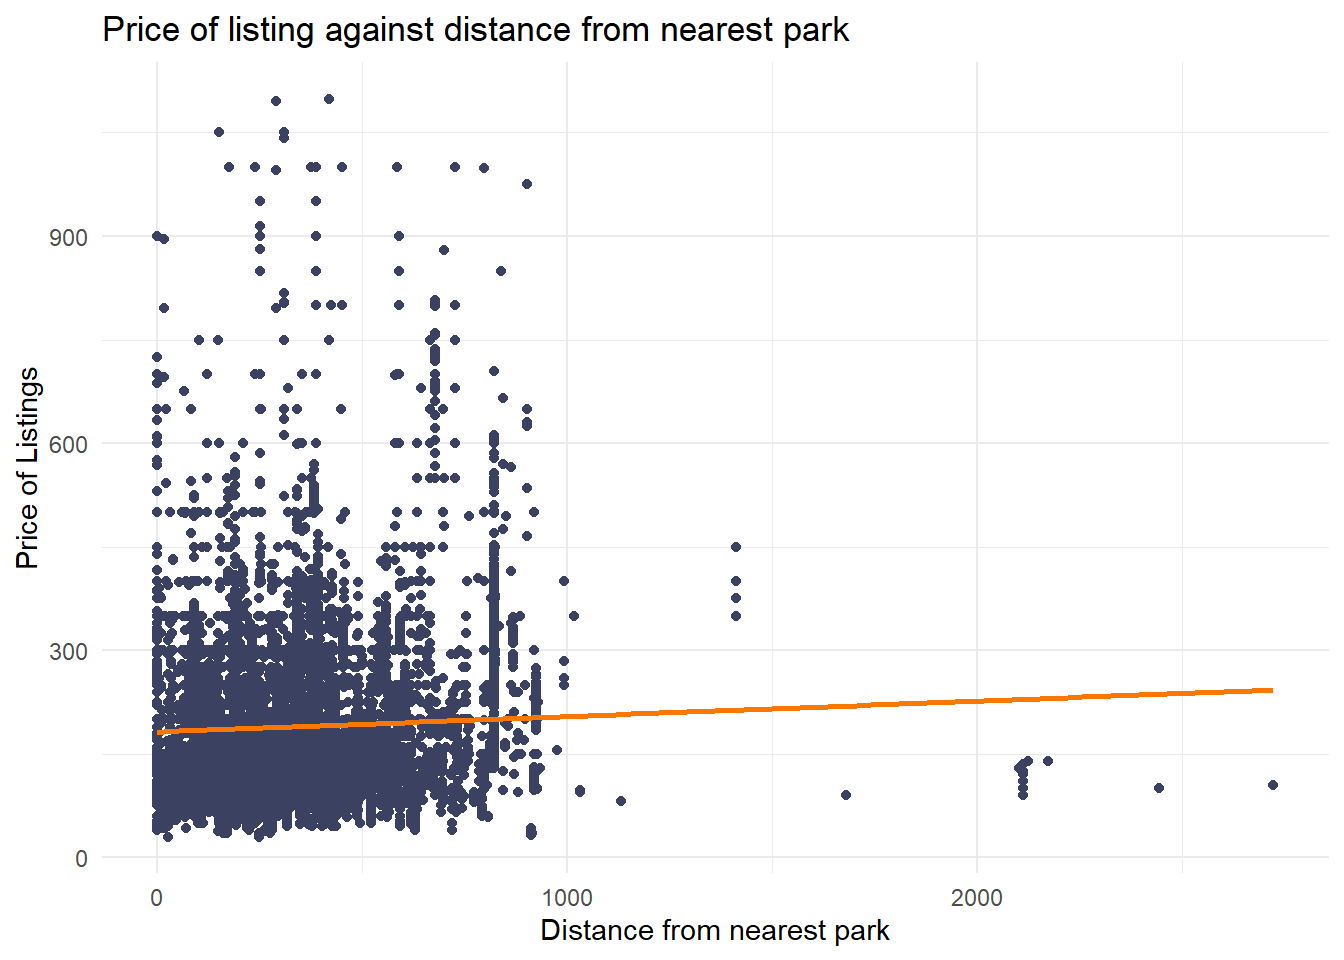 Price of listing against distance from nearest park
Price of Listings
900
600
300
0
0
1000
2000
Distance from nearest park